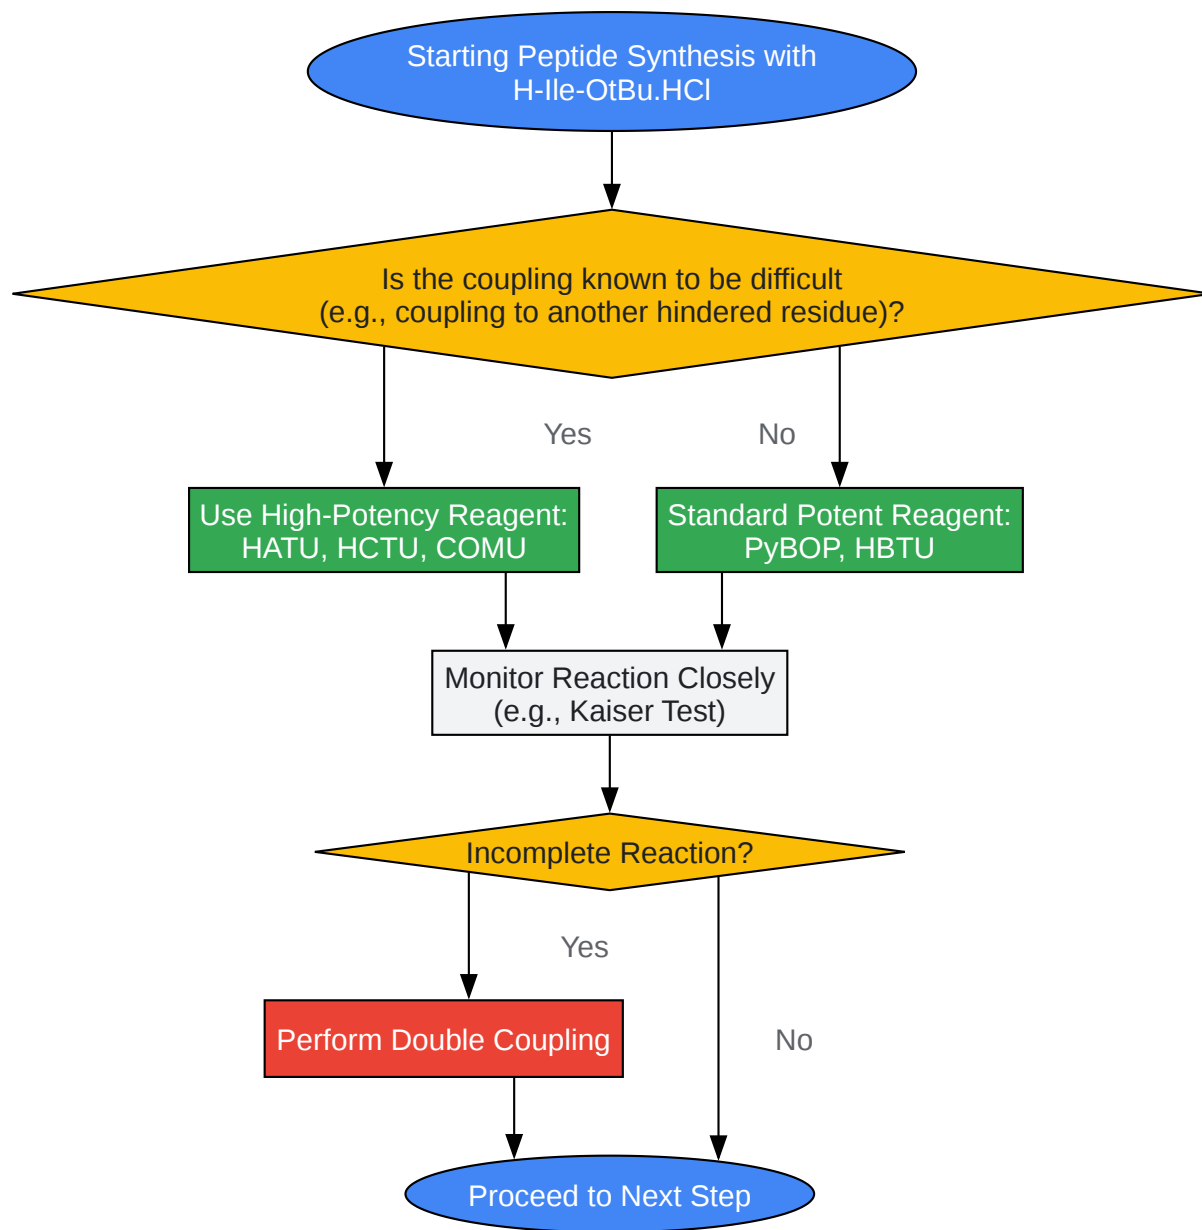 Starting Peptide Synthesis with
H-Ile-OtBu.HCl
Is the coupling known to be difficult
(e.g., coupling to another hindered residue)?
Yes
No
Use High-Potency Reagent:
HATU, HCTU, COMU
Standard Potent Reagent:
PyBOP, HBTU
Monitor Reaction Closely
(e.g., Kaiser Test)
Incomplete Reaction?
Yes
Perform Double Coupling
No
Proceed to Next Step